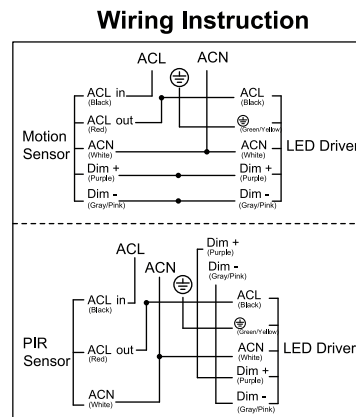 Wiring Instruction
ACL ACN
ACL in ACL
(Black) (Black)
ACL out
(Red) (Green/Yellow)
Motion Sensor ACN ACN LED Driver
(White) (White)
Dim + Dim +
(Purple) (Purple)
Dim - Dim -
(Gray/Pink) (Gray/Pink)
Dim +
(Purple)
ACL
Dim -
(Gray/Pink)
ACN
ACL in ACL
(Black) (Black)
(Green/Yellow)
PIR Sensor ACL out ACN LED Driver
(Red) (White)
Dim +
(Purple)
ACN Dim -
(White) (Gray/Pink)